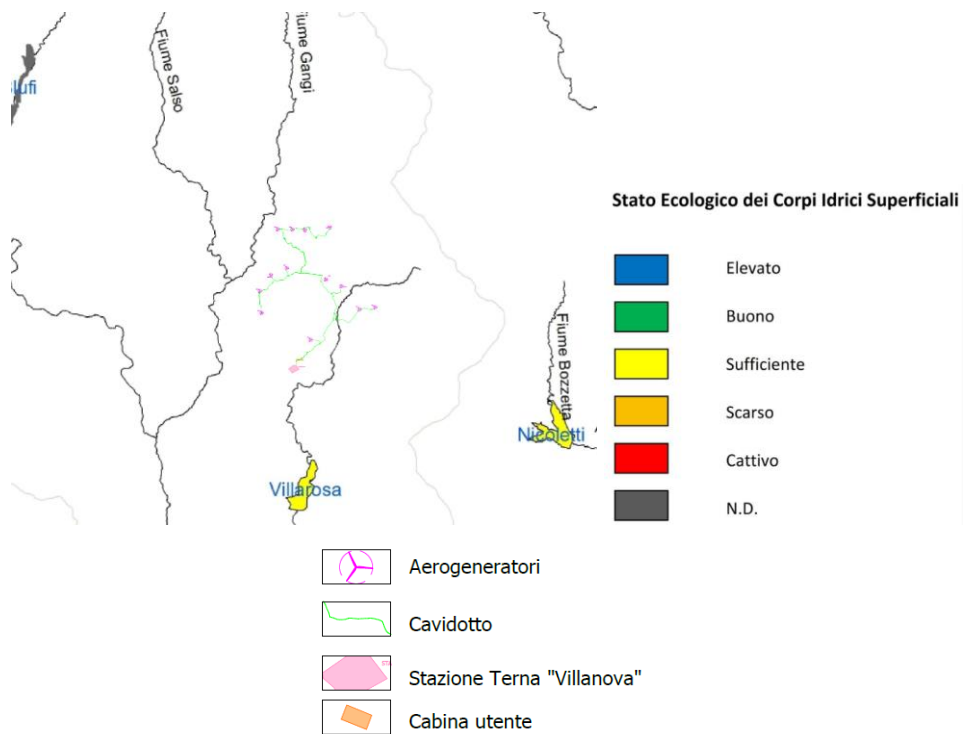 Fiume Salso
Fiume Gangi
Stato Ecologico dei Corpi Idrici Superficiali
Elevato
Buono
Sufficiente
Scarso
Cattivo
N.D.
Fiume Bozzetta
Nicoletti
Villarosa
Aerogeneratori
Cavidotto
Stazione Terna "Villanova"
Cabina utente